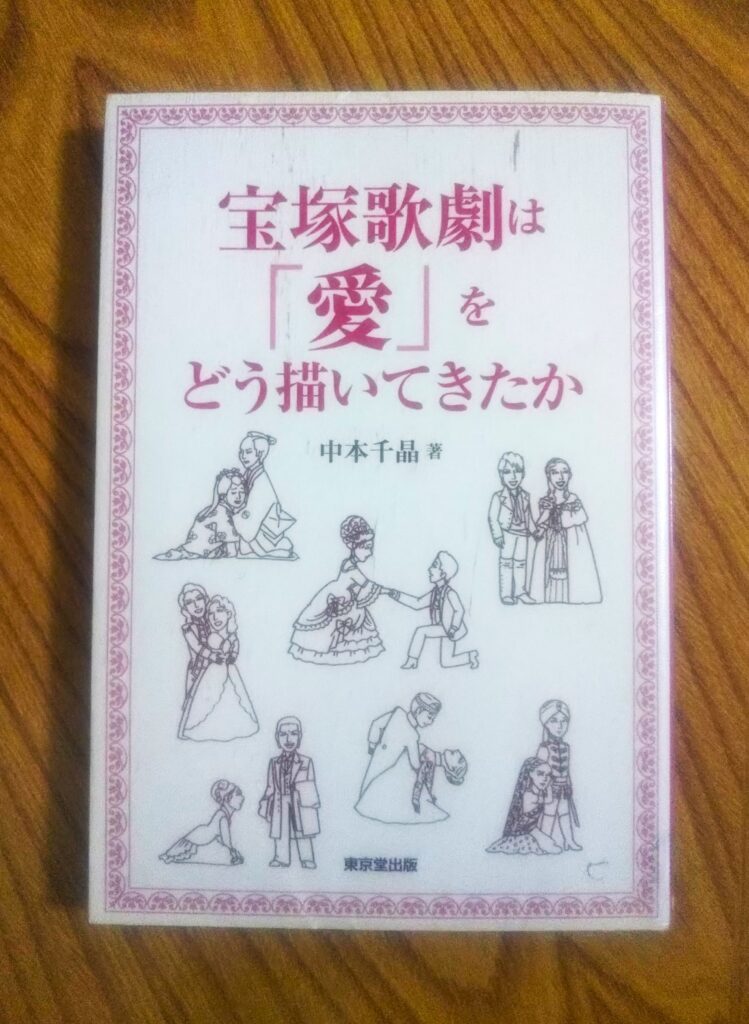 宝塚歌劇は
「愛」を
どう描いてきたか
中本千晶 著
東京堂出版